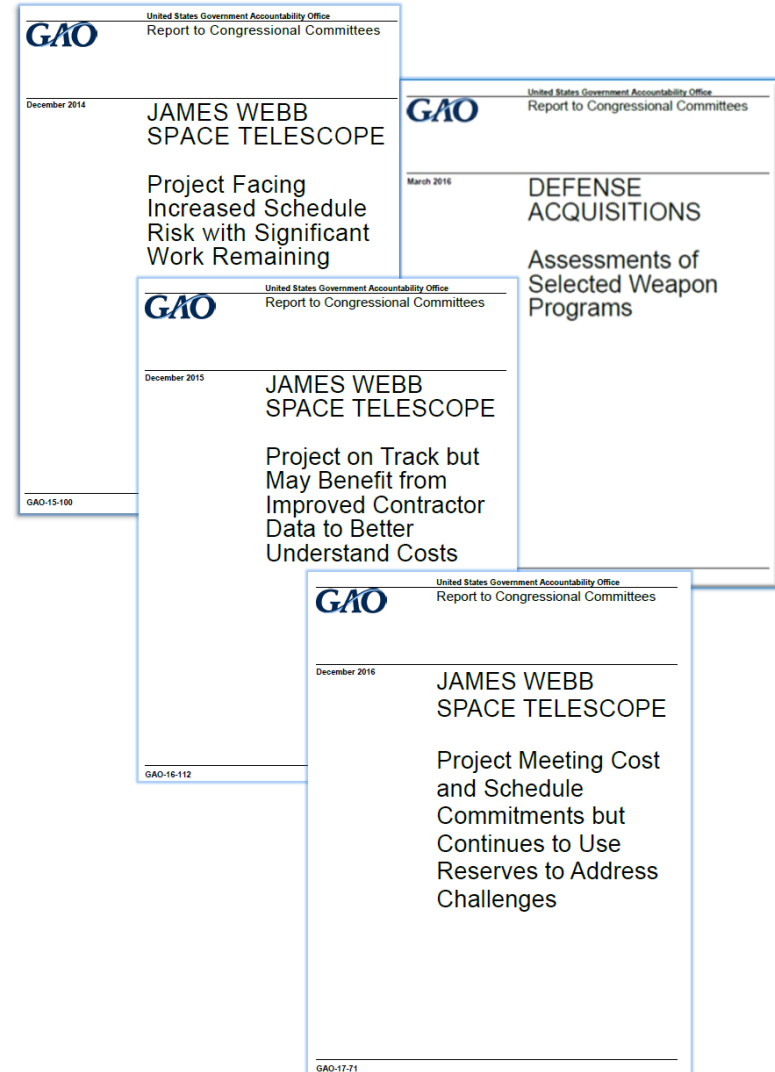 United States Government Accountability Office
GAO
Report to Congressional Committees
December 2014
JAMES WEBB
SPACE TELESCOPE
Project Facing
Increased Schedule
Risk with Significant
Work Remaining
GAO-15-100
United States Government Accountability Office
GAO
Report to Congressional Committees
March 2016
DEFENSE
ACQUISITIONS
Assessments of
Selected Weapon
Programs
United States Government Accountability Office
GAO
Report to Congressional Committees
December 2015
JAMES WEBB
SPACE TELESCOPE
Project on Track but
May Benefit from
Improved Contractor
Data to Better
Understand Costs
GAO-16-112
United States Government Accountability Office
GAO
Report to Congressional Committees
December 2016
JAMES WEBB
SPACE TELESCOPE
Project Meeting Cost
and Schedule
Commitments but
Continues to Use
Reserves to Address
Challenges
GAO-17-71